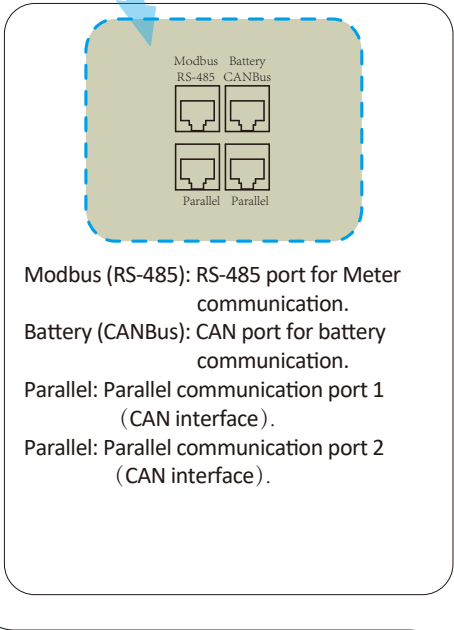 Modbus Battery
RS-485 CANBus
Parallel Parallel
Modbus (RS-485): RS-485 port for Meter
communication.
Battery (CANBus): CAN port for battery
communication.
Parallel: Parallel communication port 1
（CAN interface）.
Parallel: Parallel communication port 2
（CAN interface）.